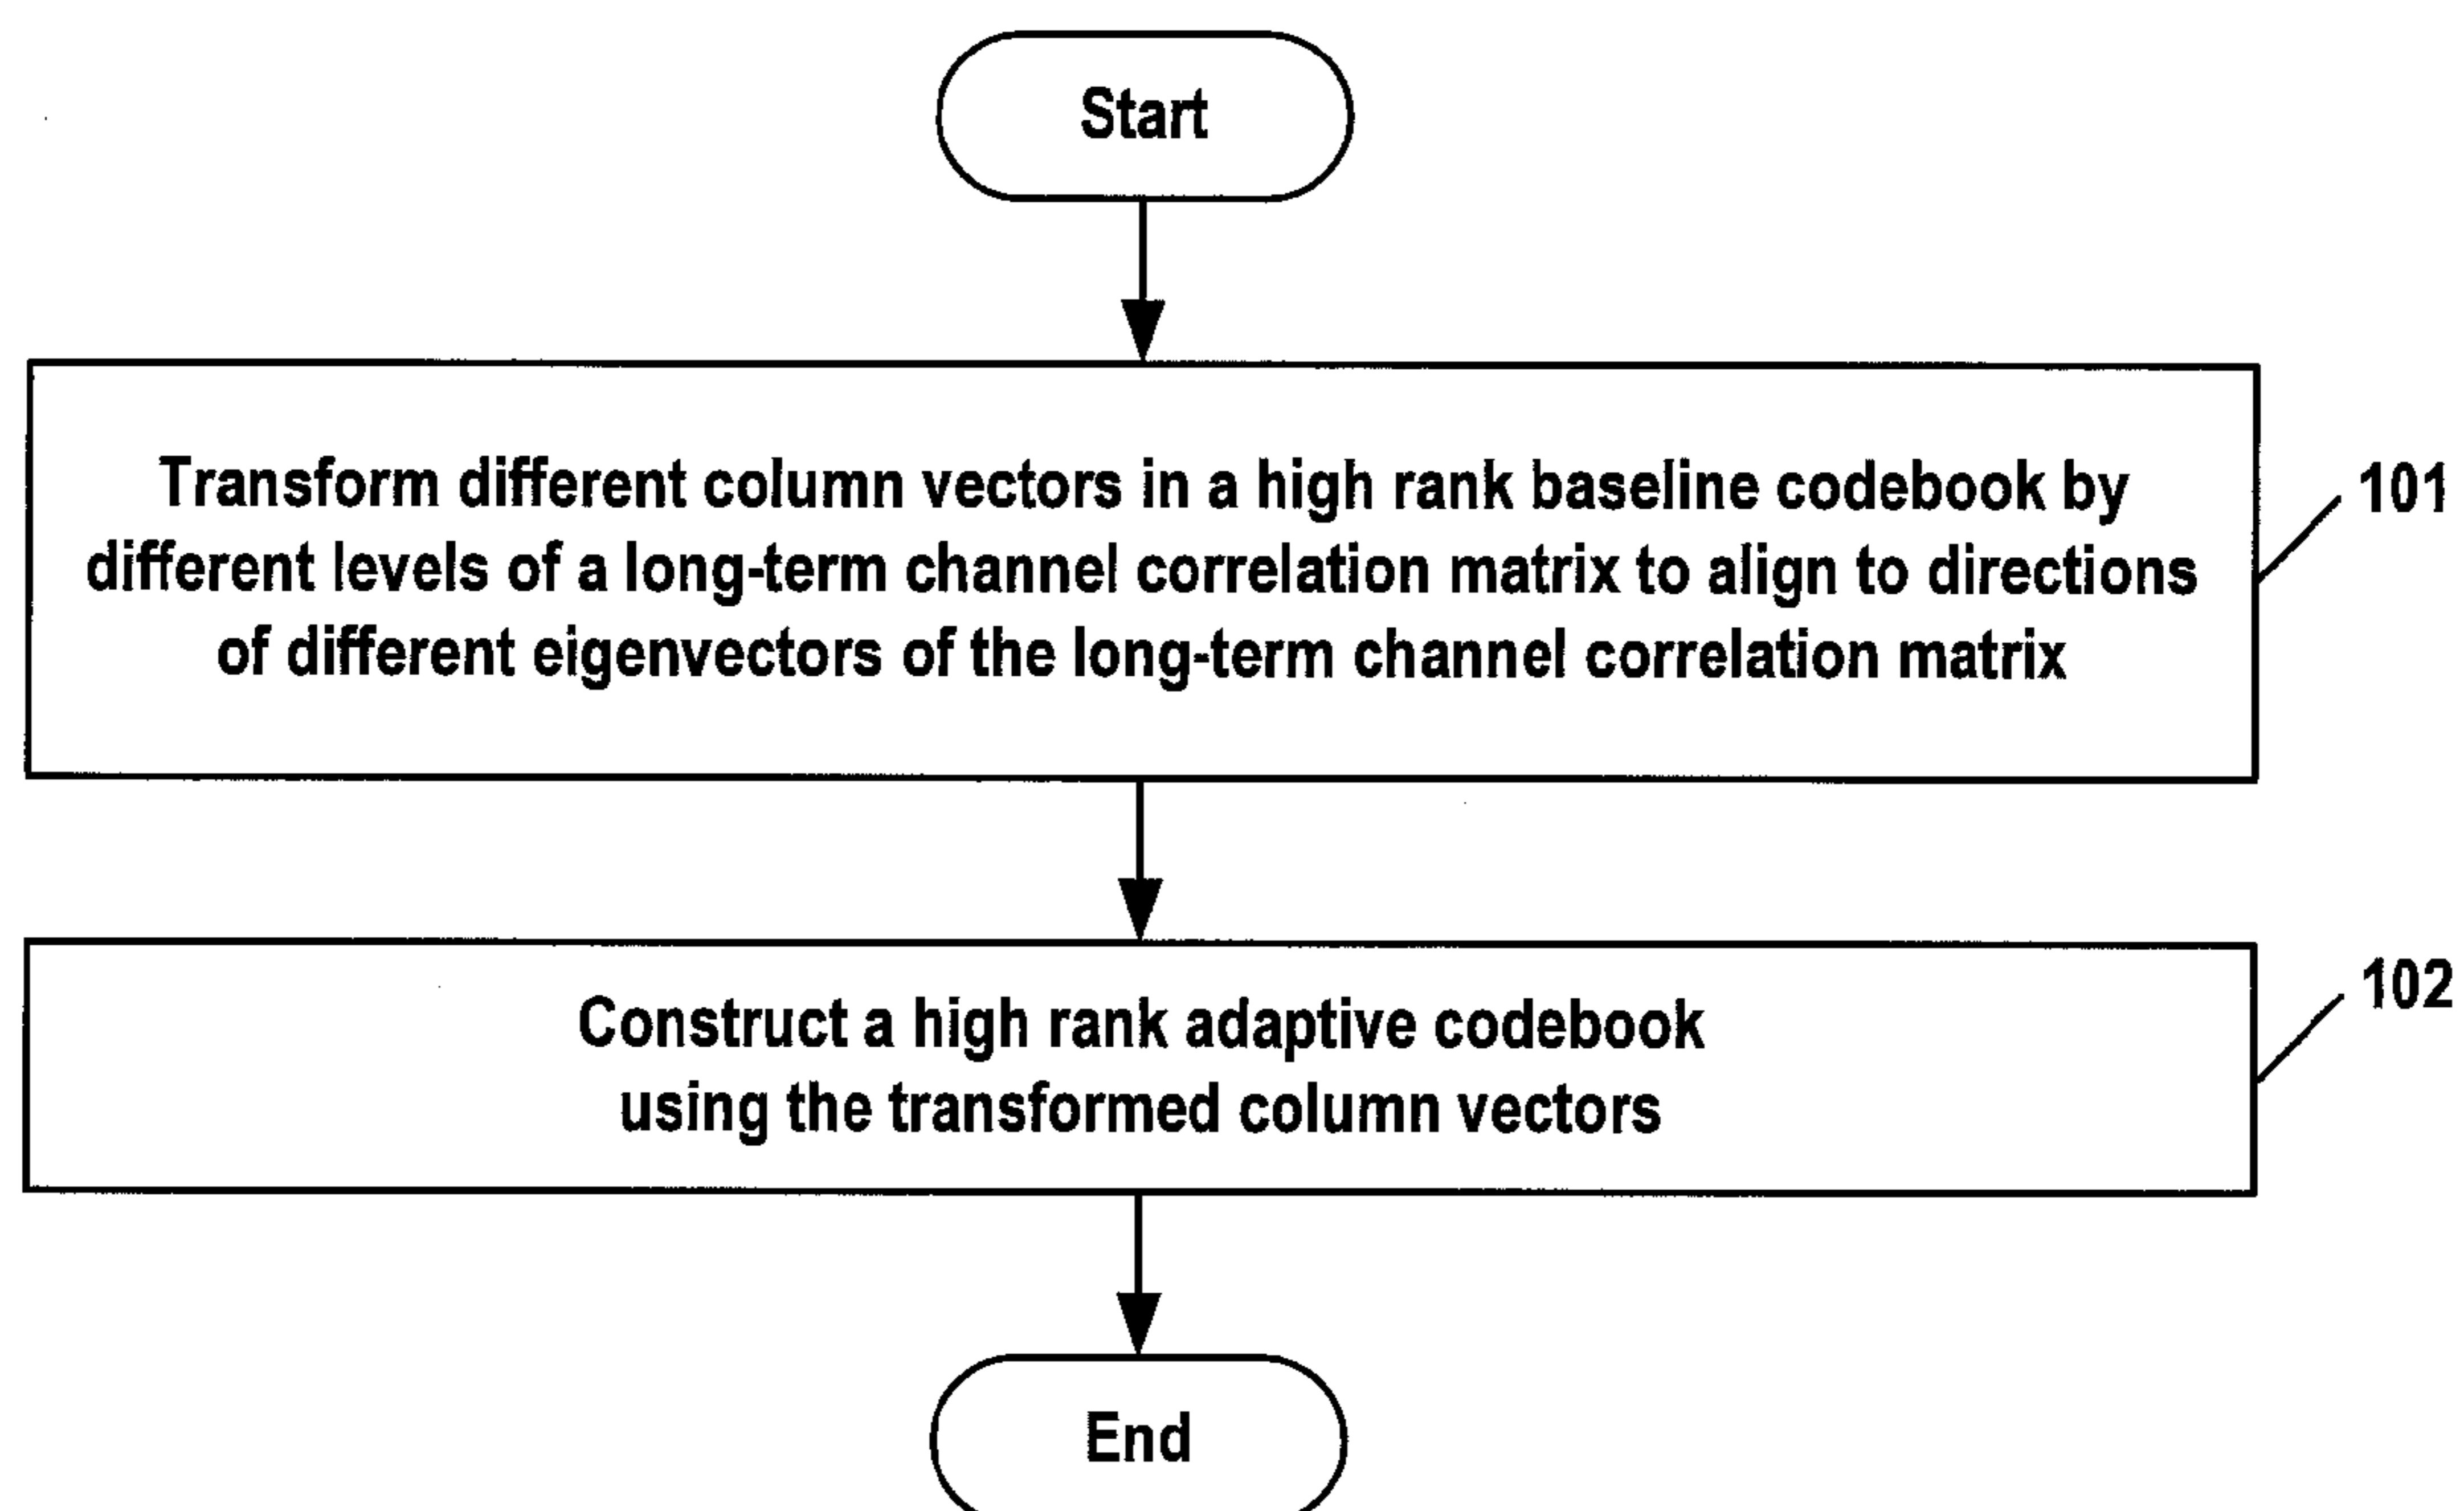 Start
Transform different column vectors in a high rank baseline codebook by
different levels of a long-term channel correlation matrix to align to directions
of different eigenvectors of the long-term channel correlation matrix
101
Construct a high rank adaptive codebook
using the transformed column vectors
102
End